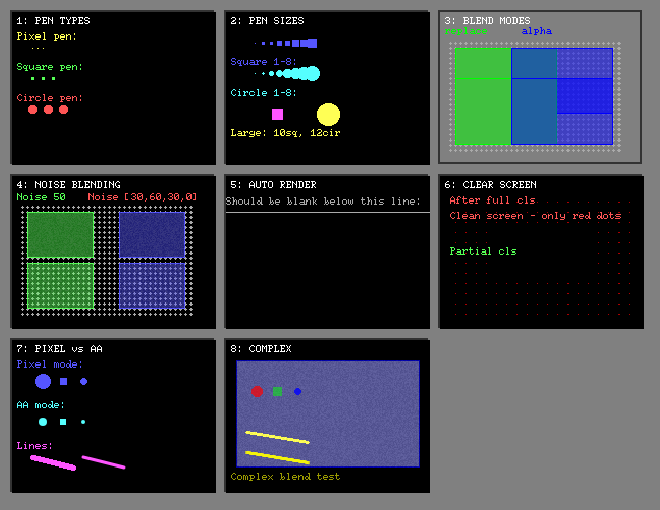 1: PEN TYPES
Pixel pen:
Square pen:
Circle pen:
2: PEN SIZES
Square 1-8:
Circle 1-8:
Large: 10sq, 12cir
3: BLEND MODES
replace alpha
4: NOISE BLENDING
Noise 50 Noise [30,60,30,0]
5: AUTO RENDER
Should be blank below this line:
6: CLEAR SCREEN
After full cls
Clean screen - only red dots
Partial cls
7: PIXEL vs AA
Pixel mode:
AA mode:
Lines:
8: COMPLEX
Complex blend test